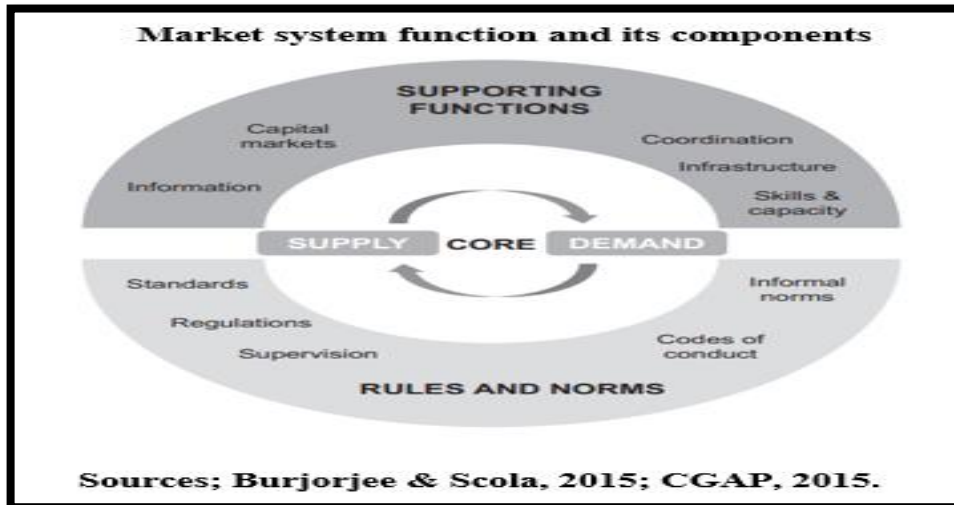 Market system function and its components
SUPPORTING
FUNCTIONS
Capital
markets
Information
Coordination
Infrastructure
Skills &
capacity
SUPPLY CORE DEMAND
Standards
Regulations
Supervision
Informal
norms
Codes of
conduct
RULES AND NORMS
Sources; Burjorjee & Scola, 2015; CGAP, 2015.